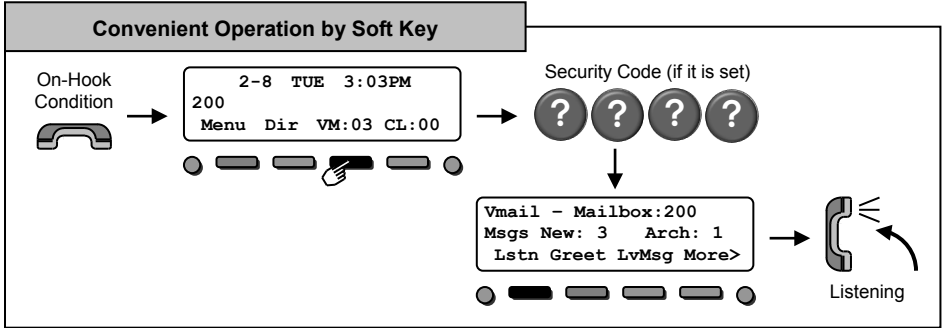 Convenient Operation by Soft Key
On-Hook
Condition
2-8 TUE 3:03PM
200
Menu Dir VM:03 CL:00
Security Code (if it is set)
? ? ? ?
Vmail – Mailbox:200
Msgs New: 3 Arch: 1
Lstn Greet LvMsg More>
Listening